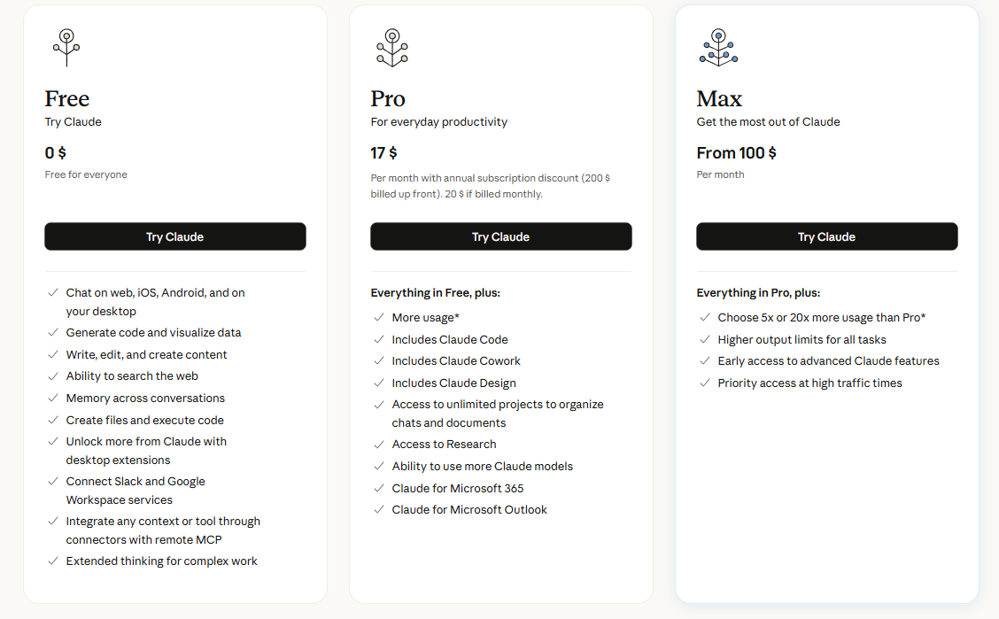 Free
Try Claude
0 $
Free for everyone
Try Claude
Chat on web, iOS, Android, and on
your desktop
Generate code and visualize data
Write, edit, and create content
Ability to search the web
Memory across conversations
Create files and execute code
Unlock more from Claude with
desktop extensions
Connect Slack and Google
Workspace services
Integrate any context or tool through
connectors with remote MCP
Extended thinking for complex work
Pro
For everyday productivity
17 $
Per month with annual subscription discount (200 $
billed up front). 20 $ if billed monthly.
Try Claude
Everything in Free, plus:
More usage*
Includes Claude Code
Includes Claude Cowork
Includes Claude Design
Access to unlimited projects to organize
chats and documents
Access to Research
Ability to use more Claude models
Claude for Microsoft 365
Claude for Microsoft Outlook
Max
Get the most out of Claude
From 100 $
Per month
Try Claude
Everything in Pro, plus:
Choose 5x or 20x more usage than Pro*
Higher output limits for all tasks
Early access to advanced Claude features
Priority access at high traffic times